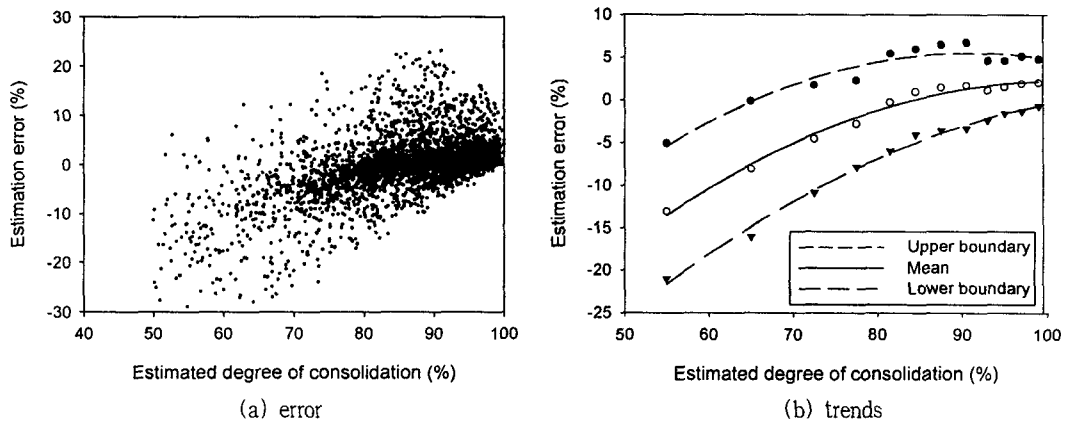 30
20
10
0
-10
-20
-30
Estimation error (%)
40 50 60 70 80 90 100
Estimated degree of consolidation (%)
(a) error
10
5
0
-5
-10
-15
-20
-25
Estimation error (%)
Upper boundary
Mean
Lower boundary
50 60 70 80 90 100
Estimated degree of consolidation (%)
(b) trends